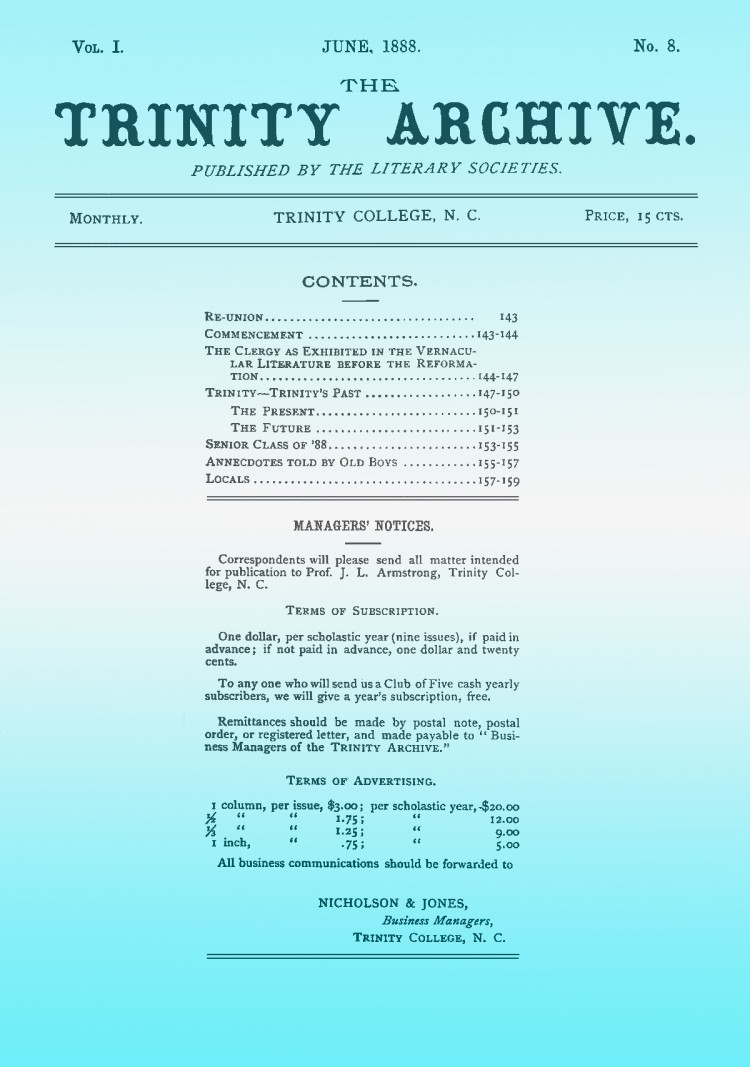 Vol. I. JUNE, 1888. No. 8.
THE
TRINITY ARCHIVE.
PUBLISHED BY THE LITERARY SOCIETIES.
Monthly. TRINITY COLLEGE, N. C. Price, 15 cts.
CONTENTS.
Re-union........................................ 143
Commencement ................................143-144
The Clergy as Exhibited in the Vernacu-
lar Literature before the Reforma-
tion........................................144-147
Trinity—Trinity's Past .....................147-150
The Present..............................150-151
The Future ..............................151-153
Senior Class of '88...........................153-155
Annecdotes told by Old Boys ..............155-157
Locals ........................................157-159
MANAGERS' NOTICES.
Correspondents will please send all matter intended
for publication to Prof. J. L. Armstrong, Trinity Col-
lege, N. C.
Terms of Subscription.
One dollar, per scholastic year (nine issues), if paid in
advance; if not paid in advance, one dollar and twenty
cents.
To any one who will send us a Club of Five cash yearly
subscribers, we will give a year's subscription, free.
Remittances should be made by postal note, postal
order, or registered letter, and made payable to “ Busi-
ness Managers of the Trinity Archive.”
Terms of Advertising.
1 column, per issue, $3.00; per scholastic year, -$20.00
½ “ “ 1.75; “ 12.00
⅓ “ “ 1.25; “ 9.00
1 inch, “ .75; “ 5.00
All business communications should be forwarded to
NICHOLSON & JONES,
Business Managers,
Trinity College, N. C.